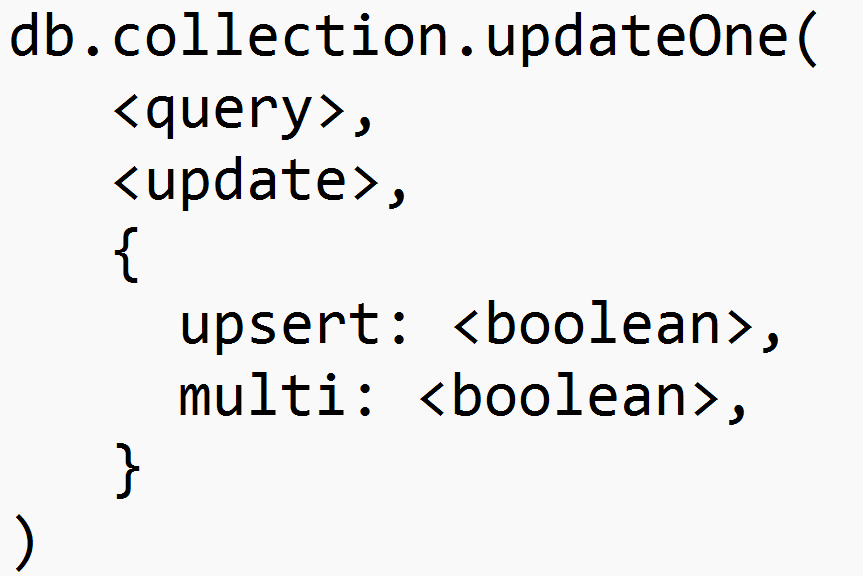 db.collection.updateOne(
   <query>,
   <update>,
   {
     upsert: <boolean>,
     multi: <boolean>,
   }
)